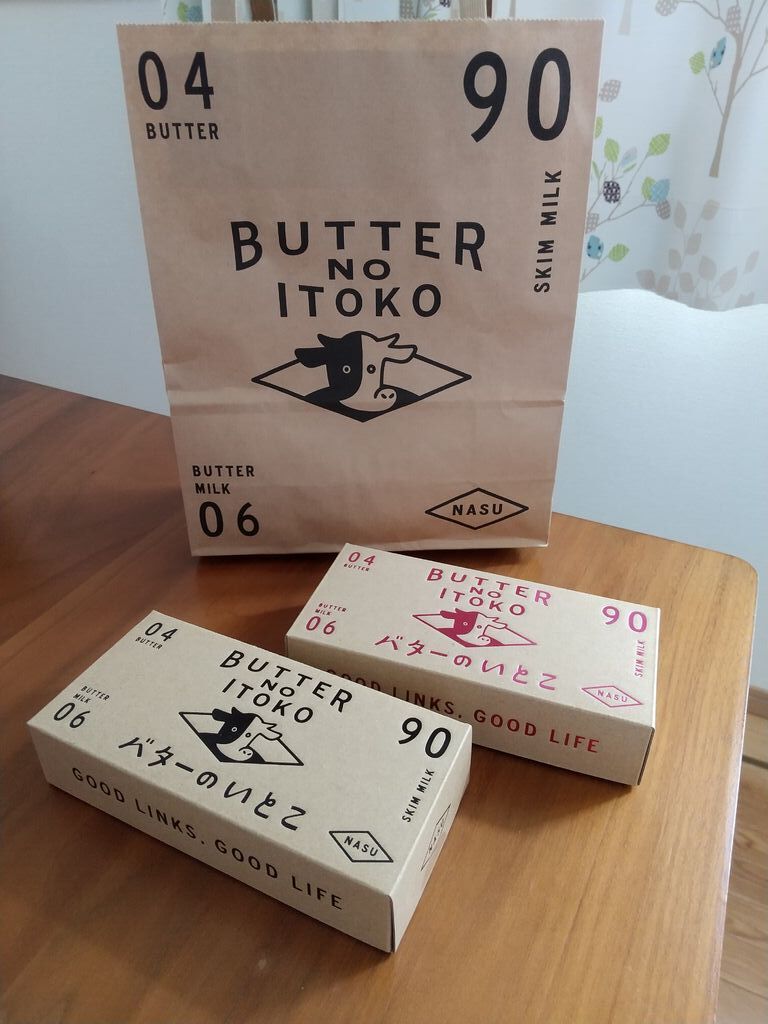 04
BUTTER
90
SKIM MILK
BUTTER
NO
ITOKO
BUTTER
MILK
06
NASU
04
BUTTER
BUTTER
NO
ITOKO
90
SKIM MILK
BUTTER
MILK
06
バターのいとこ
NASU
GOOD LINKS. GOOD LIFE
04
BUTTER
BUTTER
NO
ITOKO
90
SKIM MILK
BUTTER
MILK
06
バターのいとこ
NASU
GOOD LINKS. GOOD LIFE